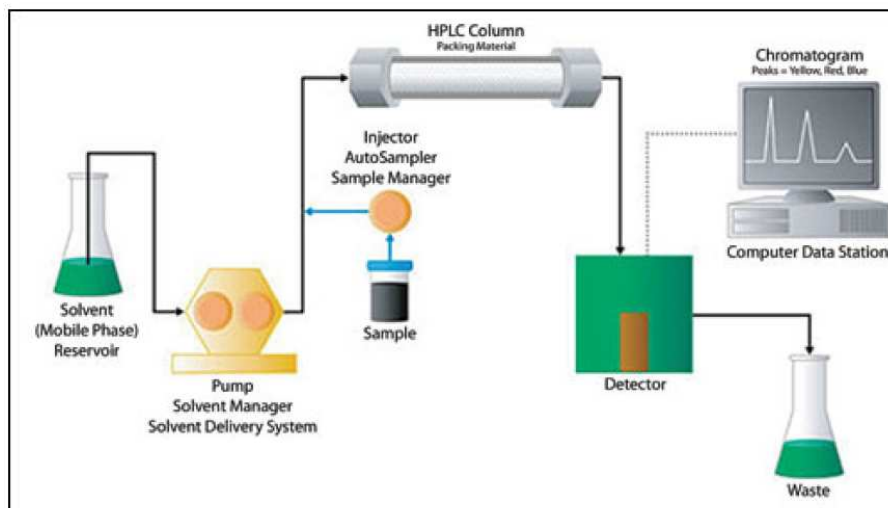 HPLC Column
Packing Material
Chromatogram
Peaks = Yellow, Red, Blue
Injector
AutoSampler
Sample Manager
Solvent
(Mobile Phase)
Reservoir
Sample
Computer Data Station
Pump
Solvent Manager
Solvent Delivery System
Detector
Waste